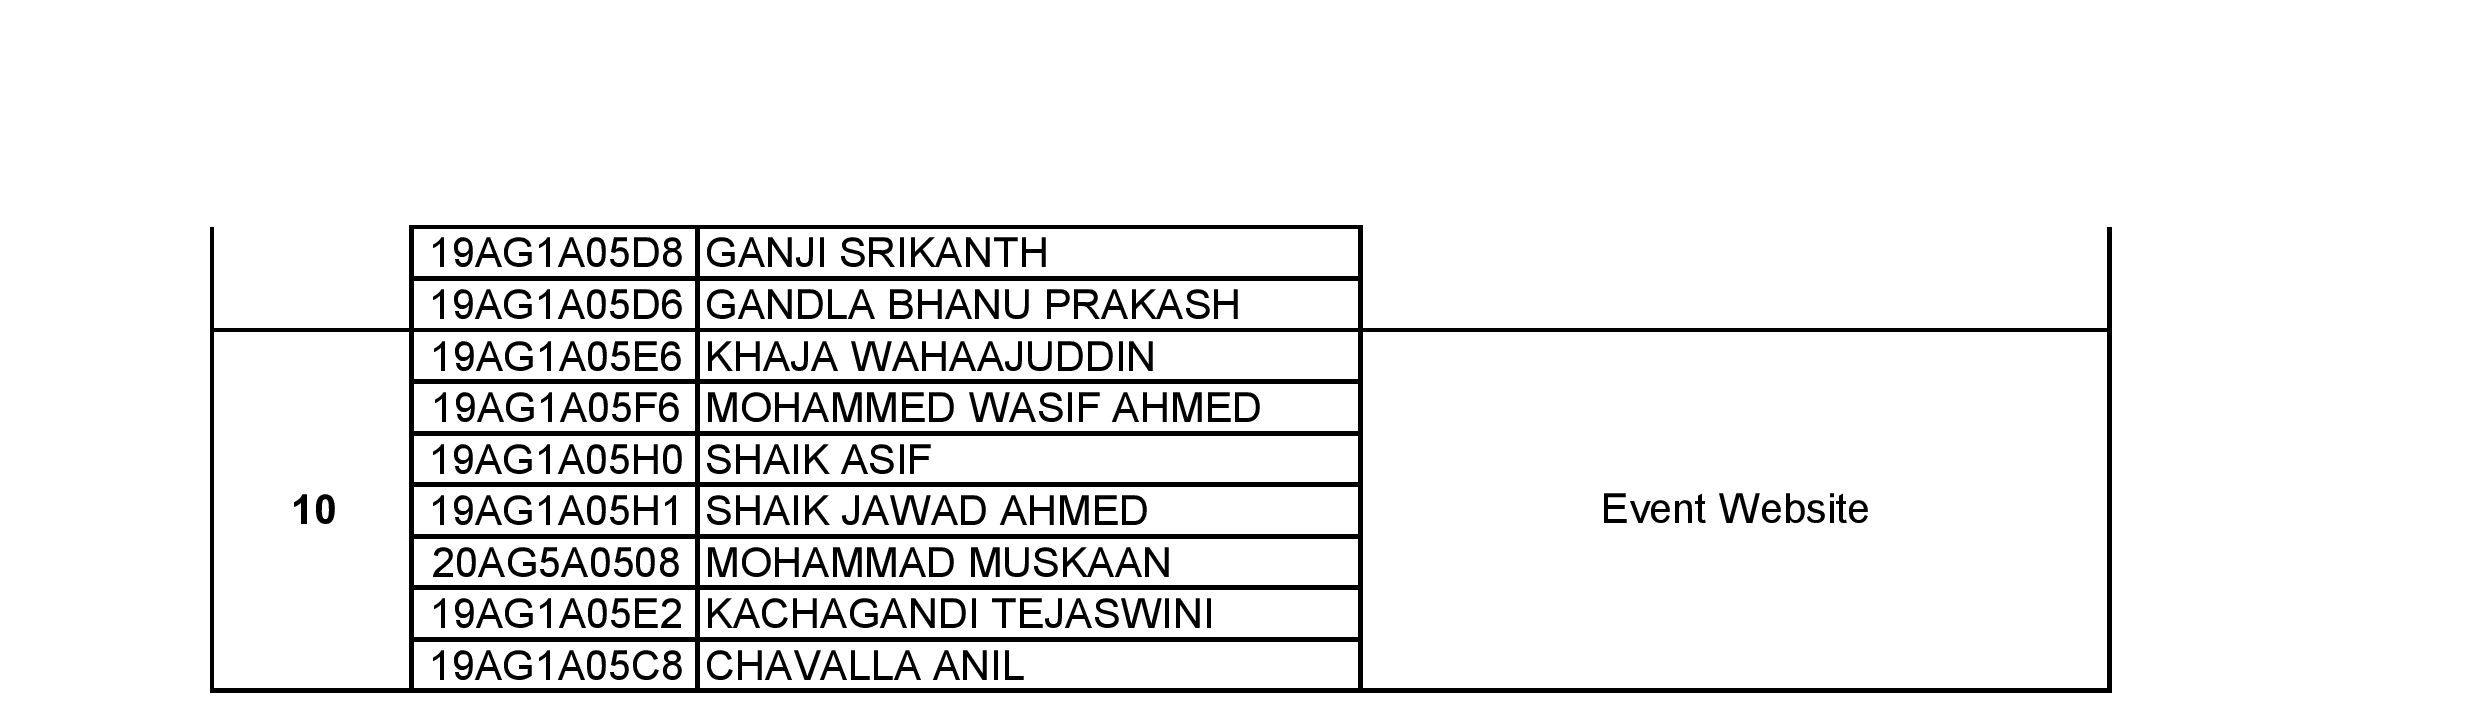 19AG1A05D8 GANJI SRIKANTH
19AG1A05D6 GANDLA BHANU PRAKASH
19AG1A05E6 KHAJA WAHAAJUDDIN
19AG1A05F6 MOHAMMED WASIF AHMED
19AG1A05H0 SHAIK ASIF
10 19AG1A05H1 SHAIK JAWAD AHMED Event Website
20AG5A0508 MOHAMMAD MUSKAAN
19AG1A05E2 KACHAGANDI TEJASWINI
19AG1A05C8 CHAVALLA ANIL